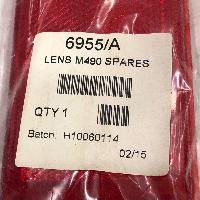 6955/A
LENS M490 SPARES
QTY 1
Batch. H10060114
02/15